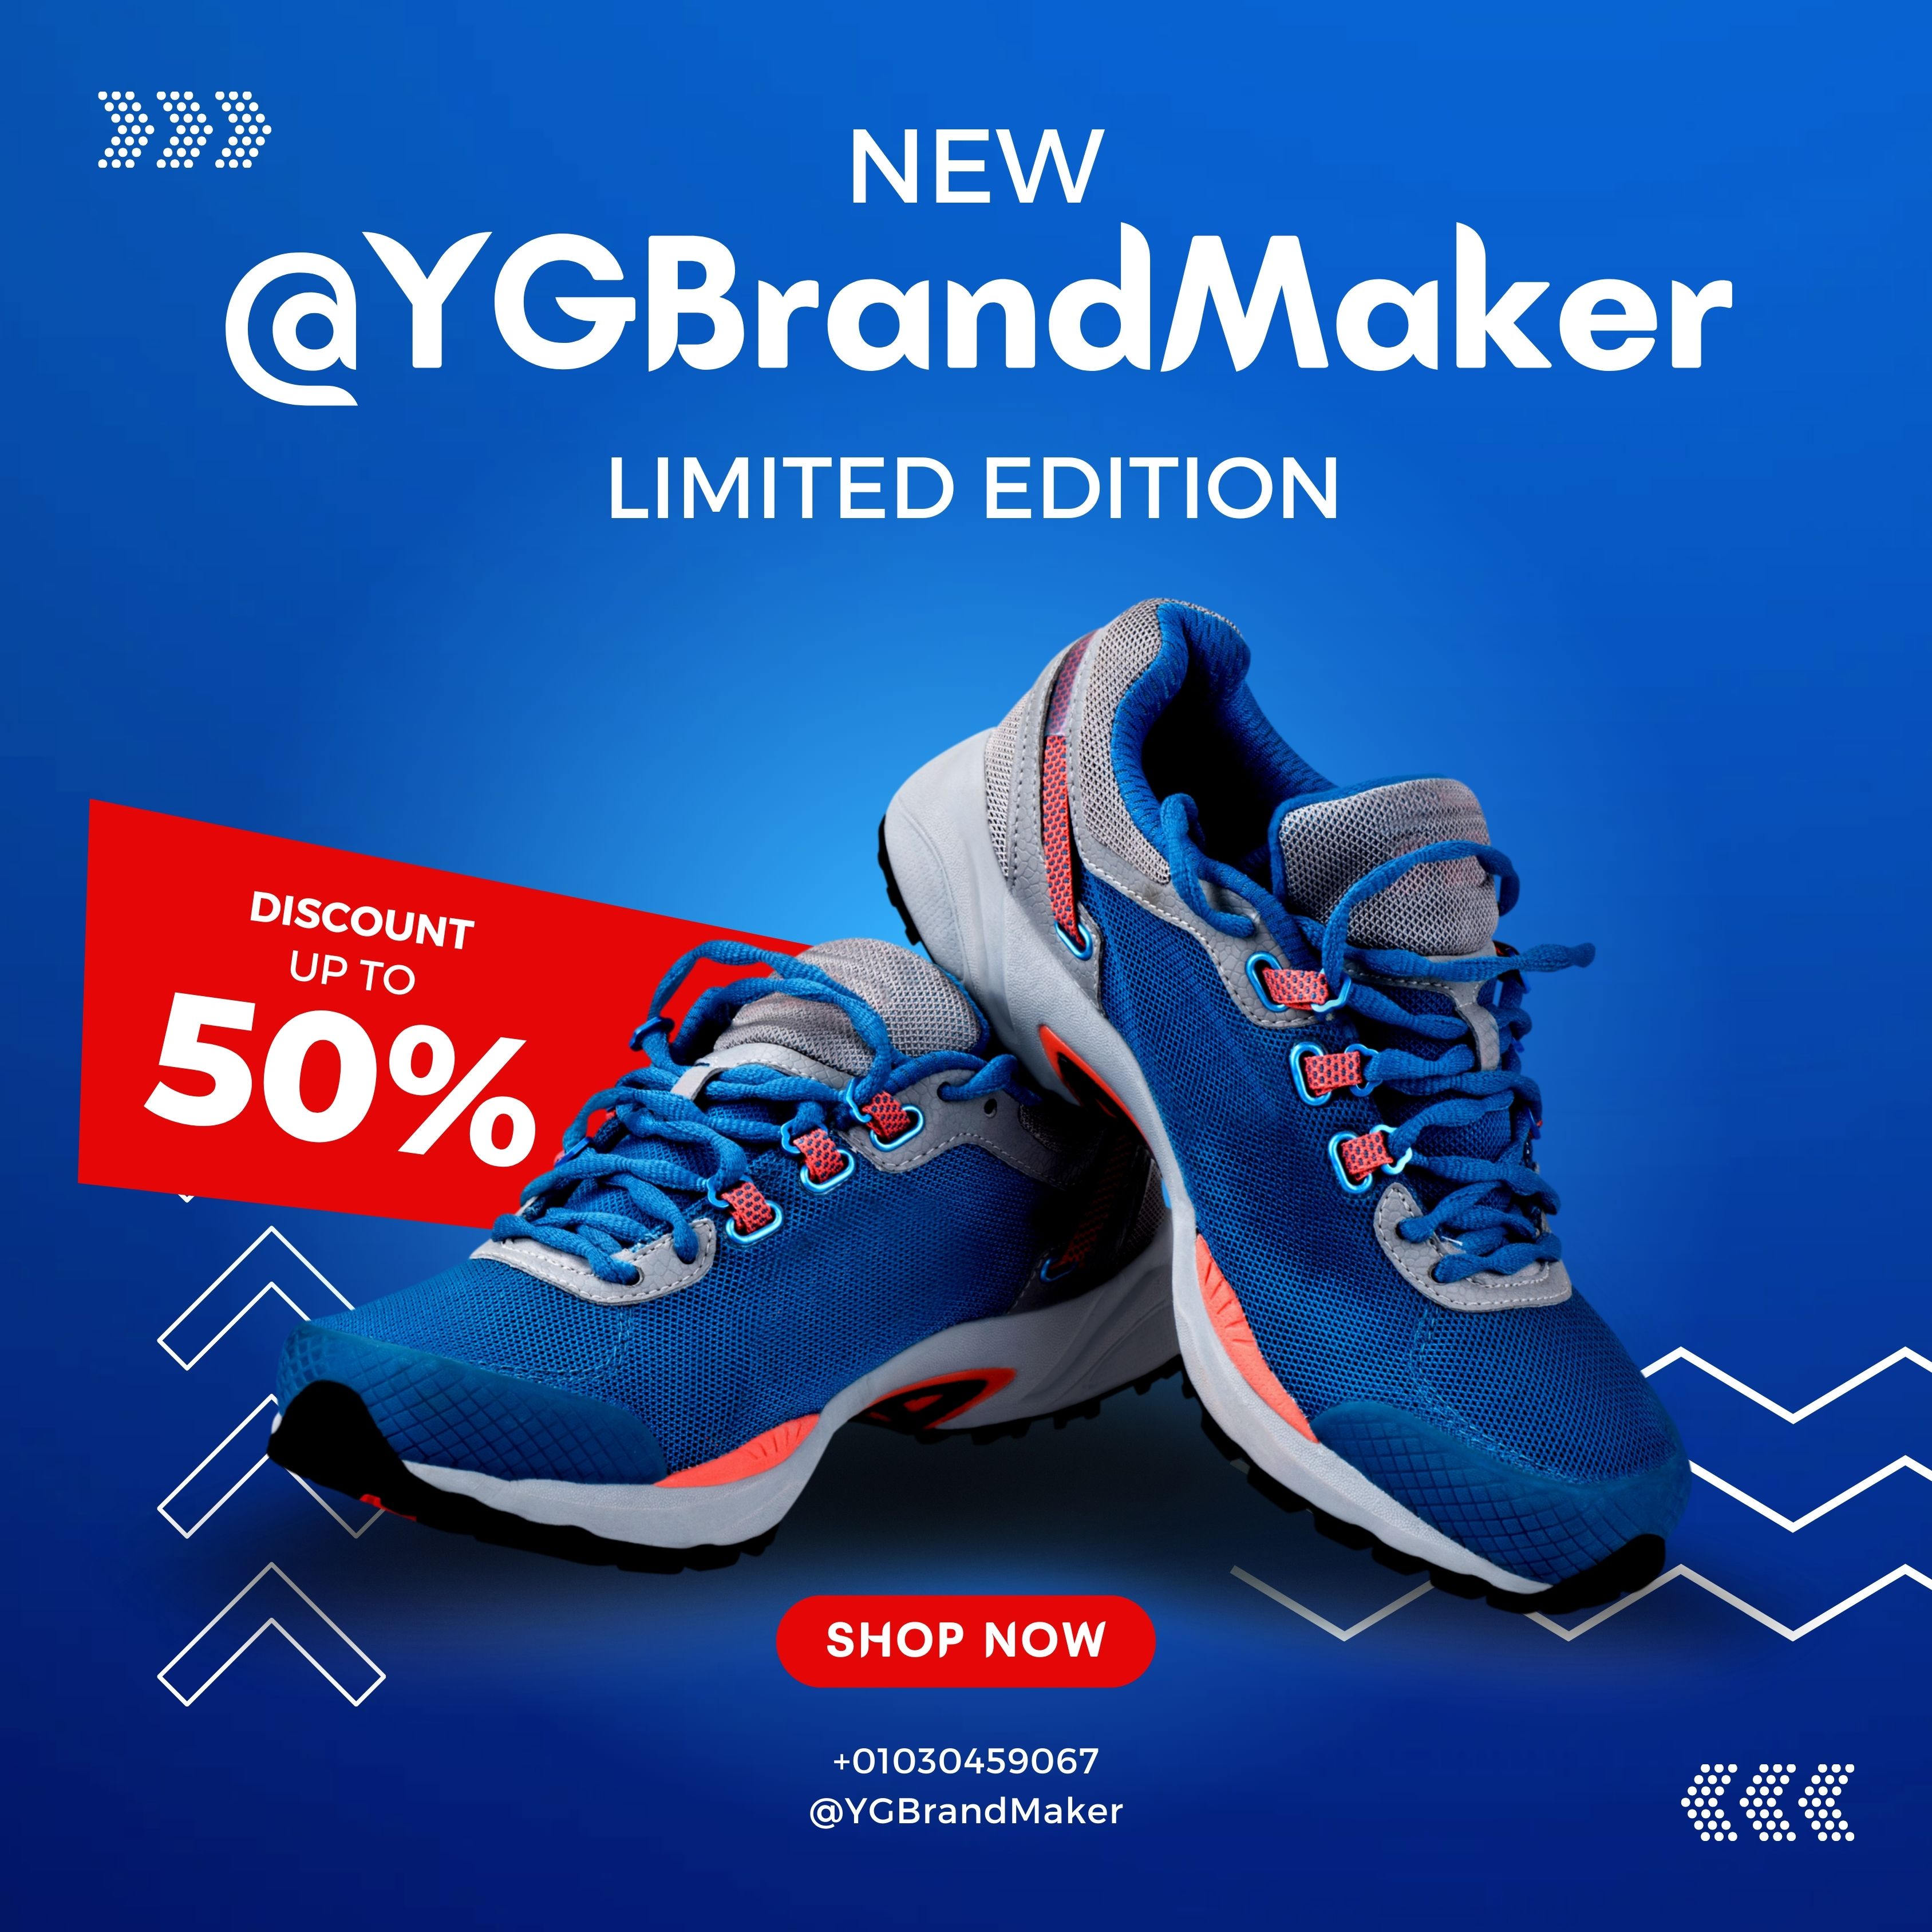 NEW
@YGBrandMaker
LIMITED EDITION
DISCOUNT
UP TO
50%
SHOP NOW
+01030459067
@YGBrandMaker